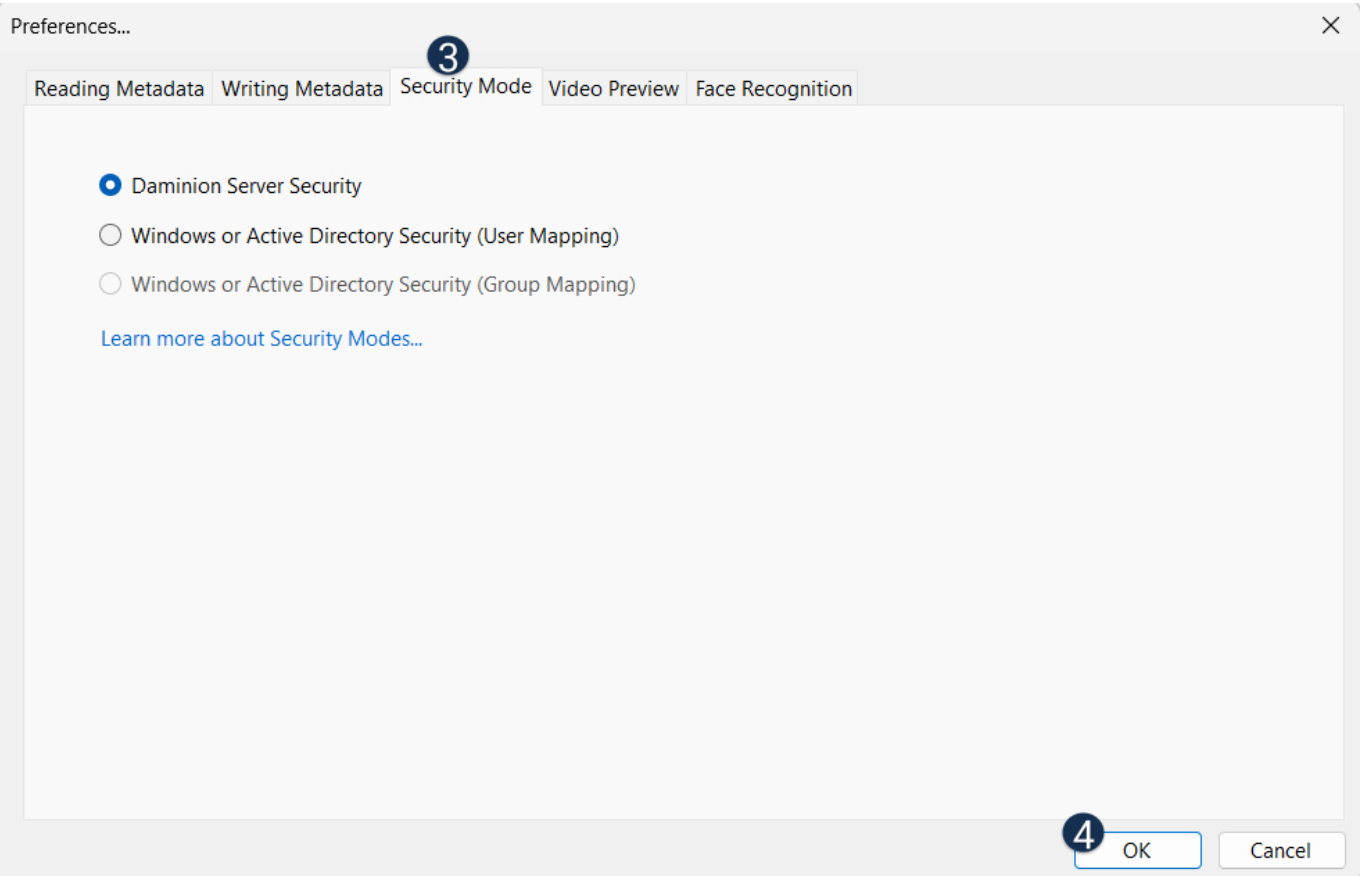 Preferences...
3
Reading Metadata Writing Metadata Security Mode Video Preview Face Recognition
Daminion Server Security
Windows or Active Directory Security (User Mapping)
Windows or Active Directory Security (Group Mapping)
Learn more about Security Modes...
4 OK Cancel